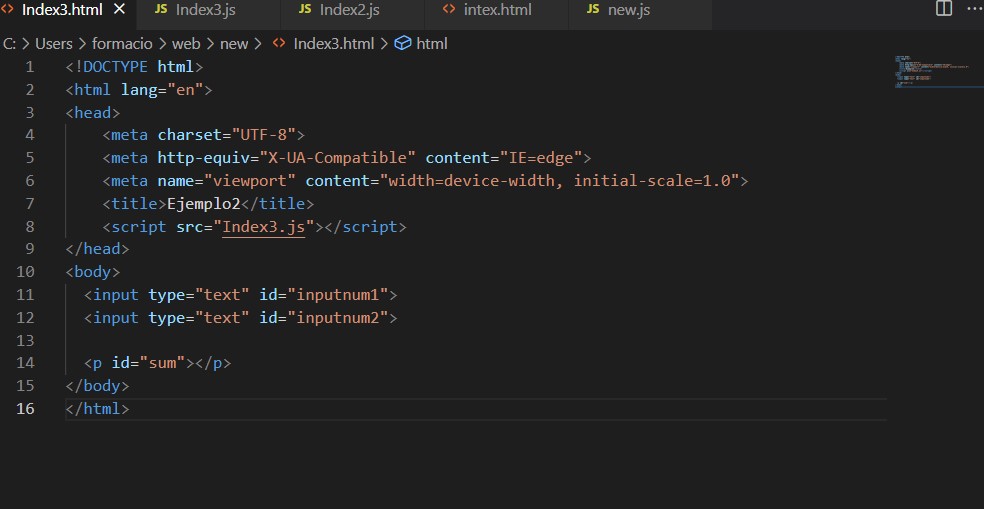 Index3.html Index3.js Index2.js intex.html new.js
C: > Users > formacio > web > new > Index3.html > html
1 <!DOCTYPE html>
2 <html lang="en">
3 <head>
4     <meta charset="UTF-8">
5     <meta http-equiv="X-UA-Compatible" content="IE=edge">
6     <meta name="viewport" content="width=device-width, initial-scale=1.0">
7     <title>Ejemplo2</title>
8     <script src="Index3.js"></script>
9 </head>
10 <body>
11   <input type="text" id="inputnum1">
12   <input type="text" id="inputnum2">
13
14   <p id="sum"></p>
15 </body>
16 </html>